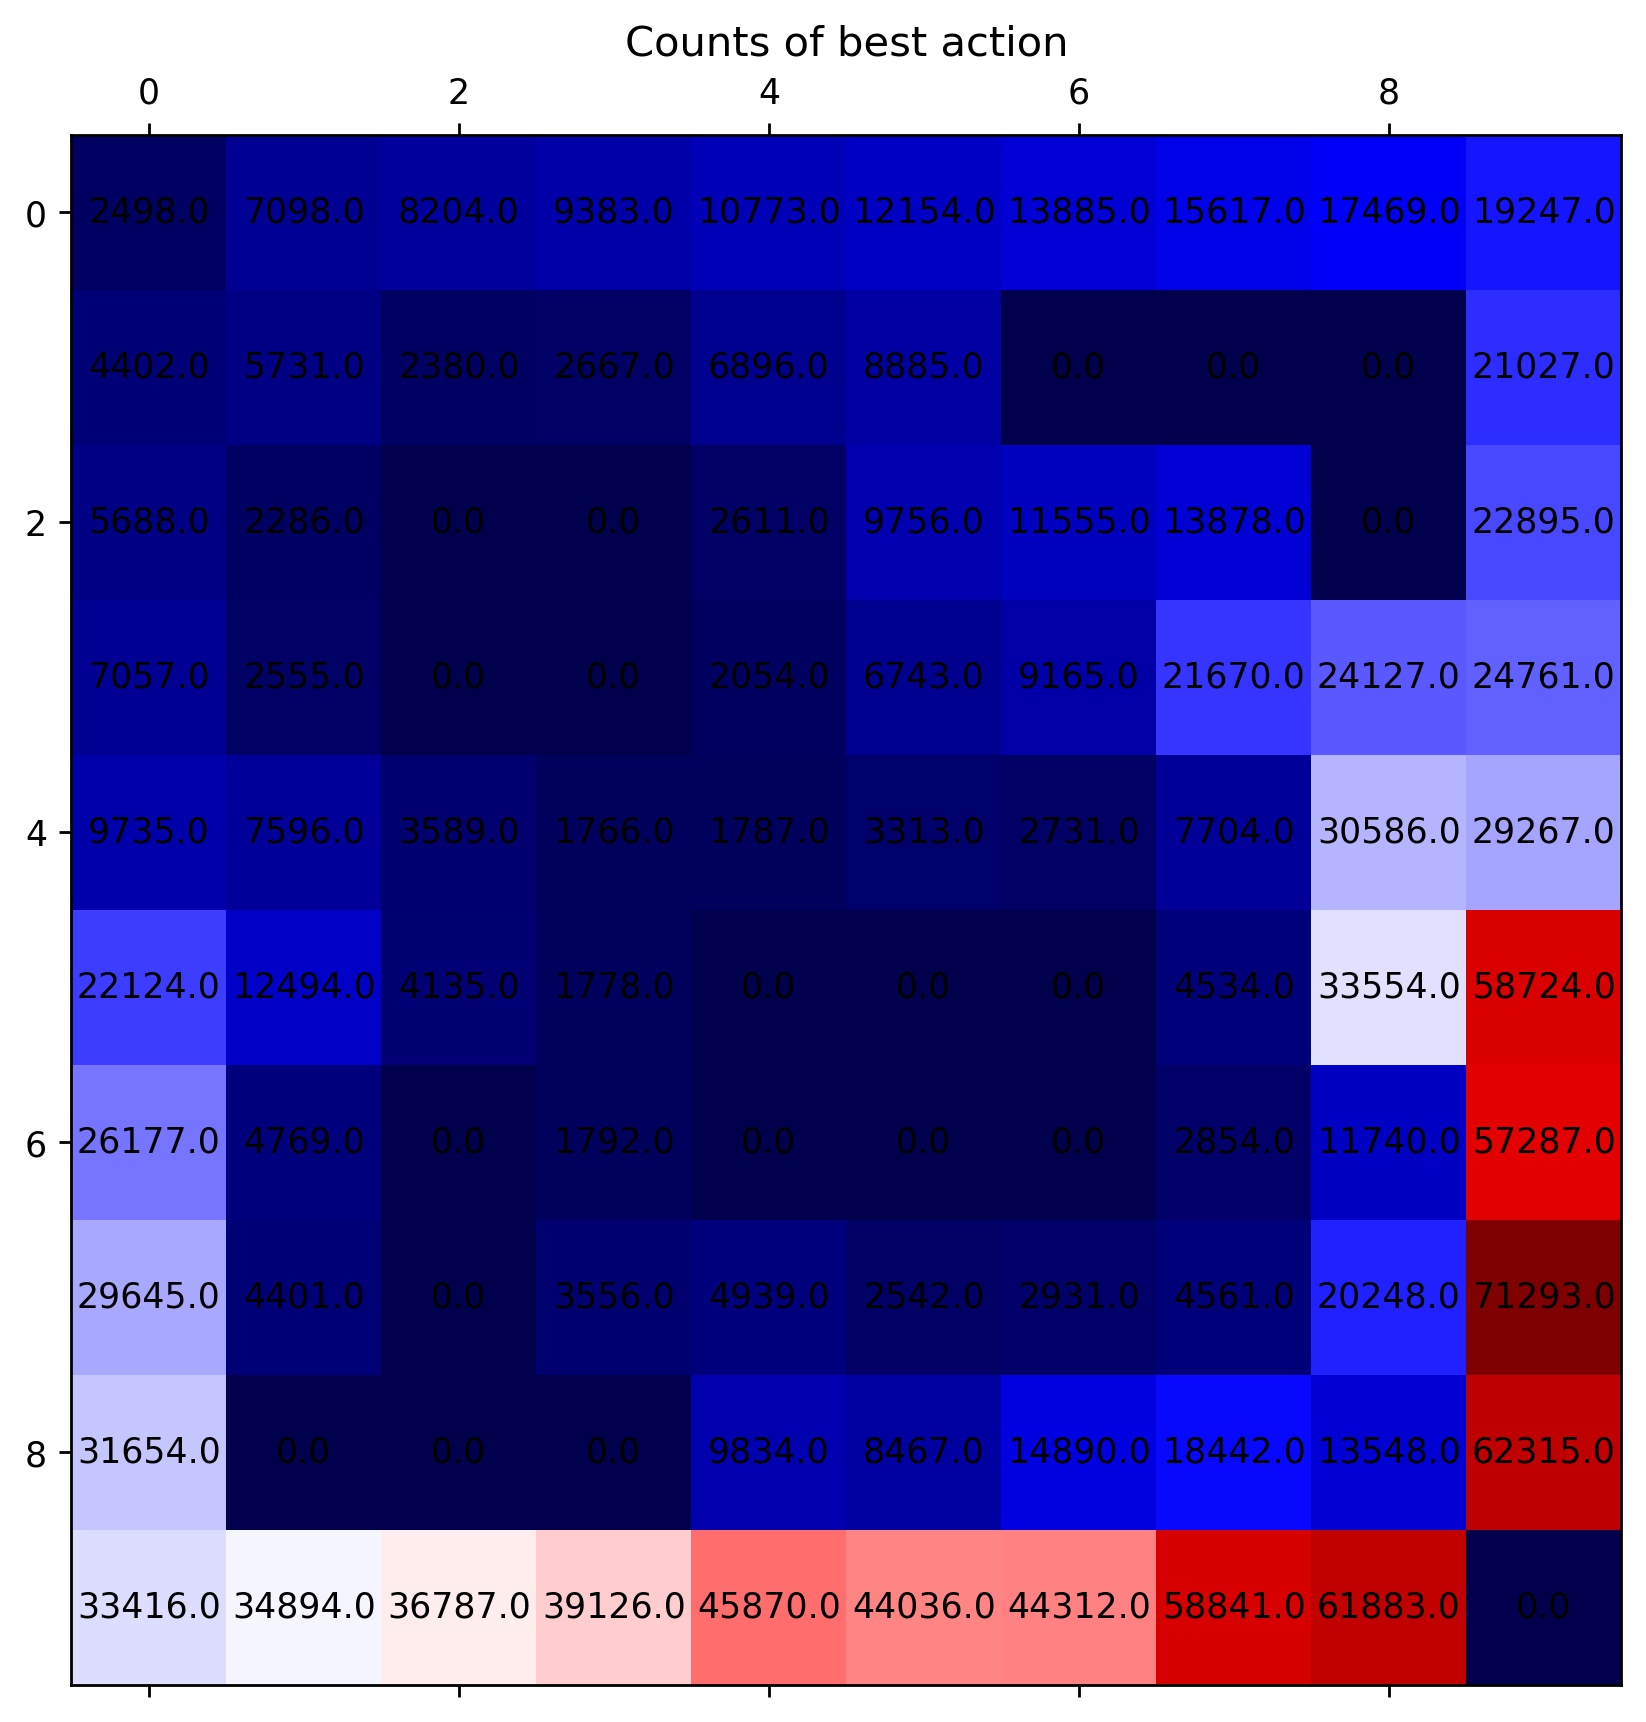 Counts of best action
0 2 4 6 8
0 2498.0 7098.0 8204.0 9383.0 10773.0 12154.0 13885.0 15617.0 17469.0 19247.0
4402.0 5731.0 2380.0 2667.0 6896.0 8885.0 0.0 0.0 0.0 21027.0
2 5688.0 2286.0 0.0 0.0 2611.0 9756.0 11555.0 13878.0 0.0 22895.0
7057.0 2555.0 0.0 0.0 2054.0 6743.0 9165.0 21670.0 24127.0 24761.0
4 9735.0 7596.0 3589.0 1766.0 1787.0 3313.0 2731.0 7704.0 30586.0 29267.0
22124.0 12494.0 4135.0 1778.0 0.0 0.0 0.0 4534.0 33554.0 58724.0
6 26177.0 4769.0 0.0 1792.0 0.0 0.0 0.0 2854.0 11740.0 57287.0
29645.0 4401.0 0.0 3556.0 4939.0 2542.0 2931.0 4561.0 20248.0 71293.0
8 31654.0 0.0 0.0 0.0 9834.0 8467.0 14890.0 18442.0 13548.0 62315.0
33416.0 34894.0 36787.0 39126.0 45870.0 44036.0 44312.0 58841.0 61883.0 0.0